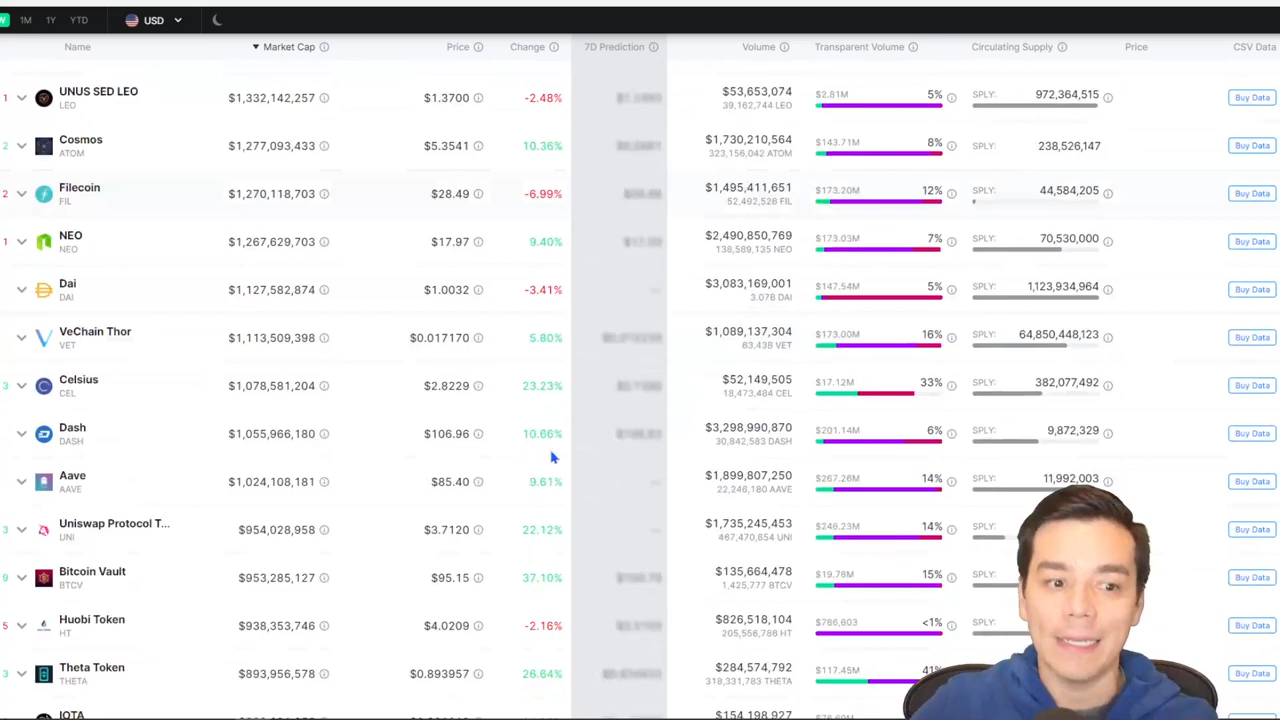 W 1M 1Y YTD USD
Name Market Cap Price Change 7D Prediction Volume Transparent Volume Circulating Supply Price CSV Data
1 UNUS SED LEO $1,332,142,257 $1.3700 -2.48% $53,653,074 $2.81M 5% SPLY: 972,364,515 Buy Data
LEO 39,162,744 LEO
2 Cosmos $1,277,093,433 $5.3541 10.36% $1,730,210,564 $143.71M 8% SPLY: 238,526,147 Buy Data
ATOM 323,156,042 ATOM
2 Filecoin $1,270,118,703 $28.49 -6.99% $1,495,411,651 $173.20M 12% SPLY: 44,584,205 Buy Data
FIL 52,492,526 FIL
1 NEO $1,267,629,703 $17.97 9.40% $2,490,850,769 $173.03M 7% SPLY: 70,530,000 Buy Data
NEO 138,589,135 NEO
Dai $1,127,582,874 $1.0032 -3.41% — $3,083,169,001 $147.54M 5% SPLY: 1,123,934,964 Buy Data
DAI 3.07B DAI
VeChain Thor $1,113,509,398 $0.017170 5.80% $1,089,137,304 $173.00M 16% SPLY: 64,850,448,123 Buy Data
VET 63.43B VET
3 Celsius $1,078,581,204 $2.8229 23.23% $52,149,505 $17.12M 33% SPLY: 382,077,492 Buy Data
CEL 18,473,484 CEL
Dash $1,055,966,180 $106.96 10.66% $3,298,990,870 $201.14M 6% SPLY: 9,872,329 Buy Data
DASH 30,842,583 DASH
Aave $1,024,108,181 $85.40 9.61% — $1,899,807,250 $267.26M 14% SPLY: 11,992,003 Buy Data
AAVE 22,246,180 AAVE
3 Uniswap Protocol T... $954,028,958 $3.7120 22.12% — $1,735,245,453 $246.23M 14% SPLY: Buy Data
UNI 467,470,654 UNI
9 Bitcoin Vault $953,285,127 $95.15 37.10% $135,664,478 $19.78M 15% SPLY: Buy Data
BTCV 1,425,777 BTCV
5 Huobi Token $938,353,746 $4.0209 -2.16% $826,518,104 $786,603 <1% SPLY: Buy Data
HT 205,556,786 HT
3 Theta Token $893,956,578 $0.893957 26.64% $284,574,792 $117.45M 41% Buy Data
THETA 318,331,783 THETA
IOTA $154,198,927